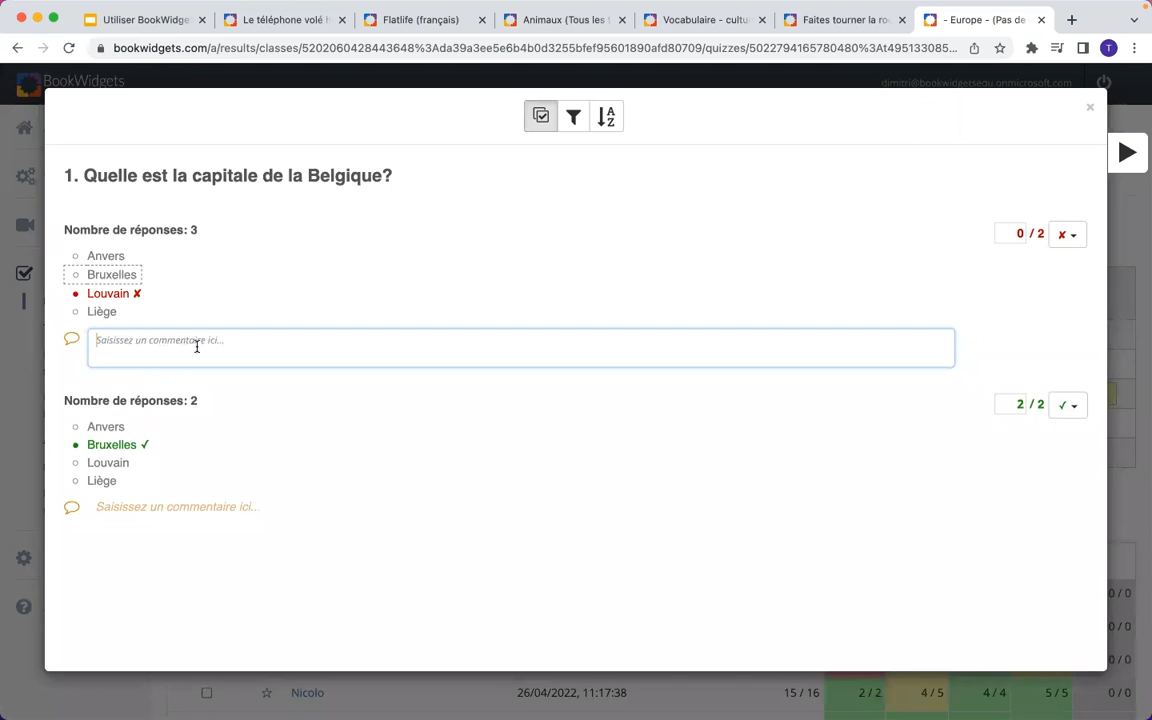 Utiliser BookWidge
Le téléphone volé
Flatlife (français)
Animaux (Tous les
Vocabulaire - cultu
Faites tourner la ro
- Europe - (Pas de
bookwidgets.com/a/results/classes/5202060428443648%3Ada39a3ee5e6b4b0d3255bfef95601890afd80709/quizzes/5022794165780480%3At495133085...
T
BookWidgets
dimitri@bookwidgetsedu.onmicrosoft.com
×
A
Z
1. Quelle est la capitale de la Belgique?
Nombre de réponses: 3
0 / 2 ✘
Anvers
Bruxelles
Louvain ✘
Liège
Saisissez un commentaire ici...
Nombre de réponses: 2
2 / 2 ✓
Anvers
Bruxelles ✓
Louvain
Liège
Saisissez un commentaire ici...
0 / 0
0 / 0
0 / 0
Nicolo 26/04/2022, 11:17:38 15 / 16 2 / 2 4 / 5 4 / 4 5 / 5 0 / 0